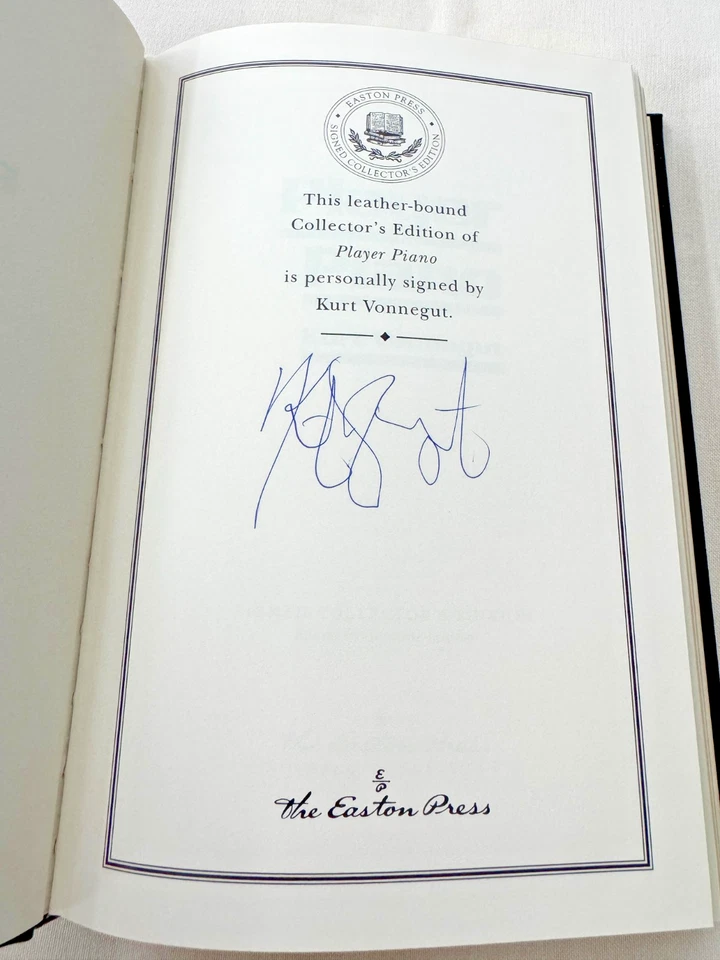 EASTON PRESS
SIGNED COLLECTOR'S EDITION
This leather-bound
Collector's Edition of
Player Piano
is personally signed by
Kurt Vonnegut.
E
P
The Easton Press